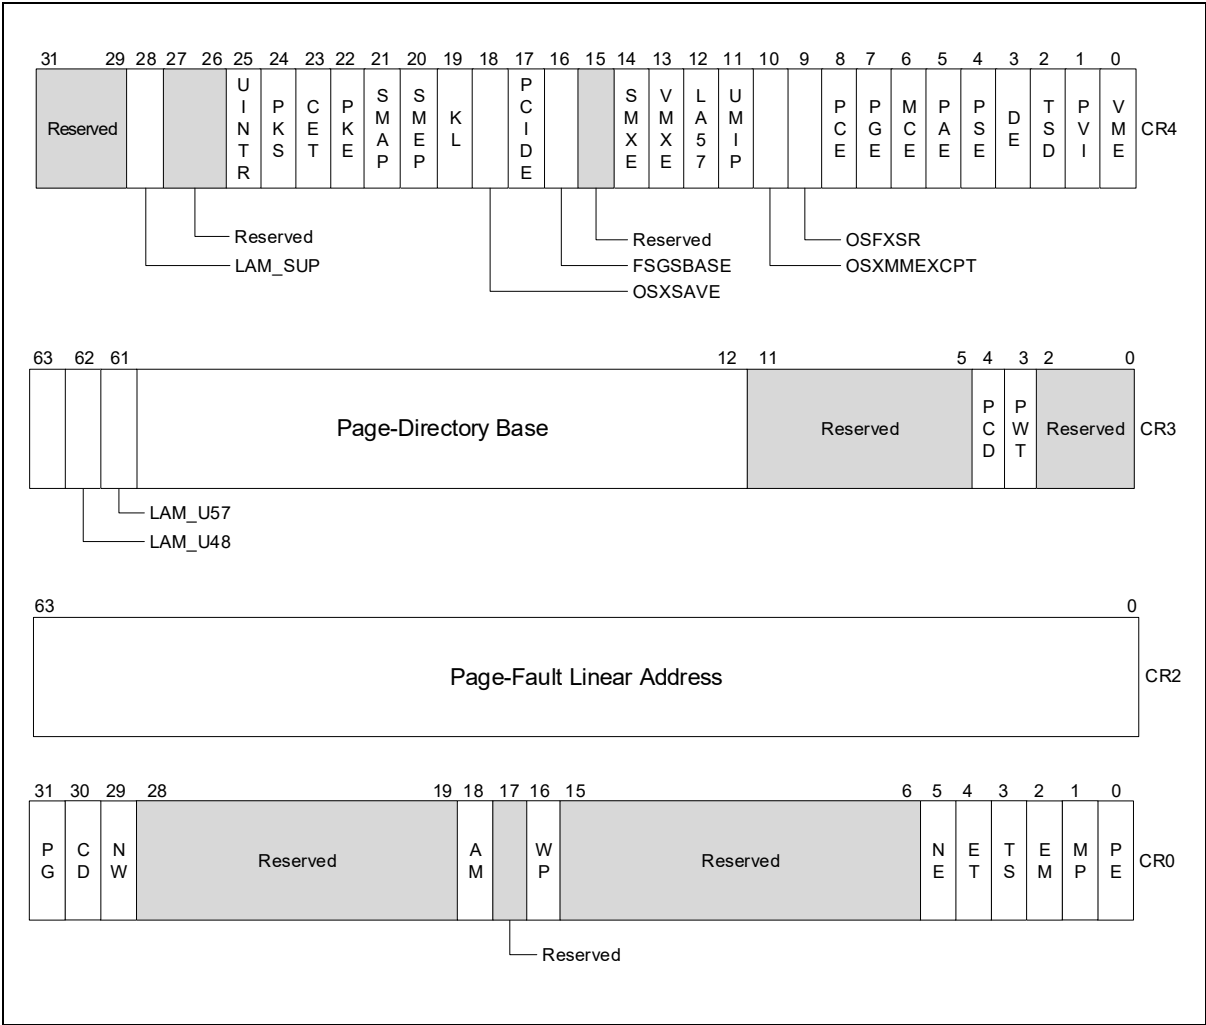 31 29 28 27 26 25 24 23 22 21 20 19 18 17 16 15 14 13 12 11 10 9 8 7 6 5 4 3 2 1 0
Reserved UINTR PKS CET PKE SMAP SMEP KL PCIDE SMXE VMXE LA57 UMIP PCE PGE MCE PAE PSE DE TSD PVI VME CR4
Reserved Reserved OSFXSR
LAM_SUP FSGSBASE OSXMMEXCPT
OSXSAVE
63 62 61 12 11 5 4 3 2 0
Page-Directory Base Reserved PCD PWT Reserved CR3
LAM_U57
LAM_U48
63 0
Page-Fault Linear Address CR2
31 30 29 28 19 18 17 16 15 6 5 4 3 2 1 0
PG CD NW Reserved AM WP Reserved NE ET TS EM MP PE CR0
Reserved